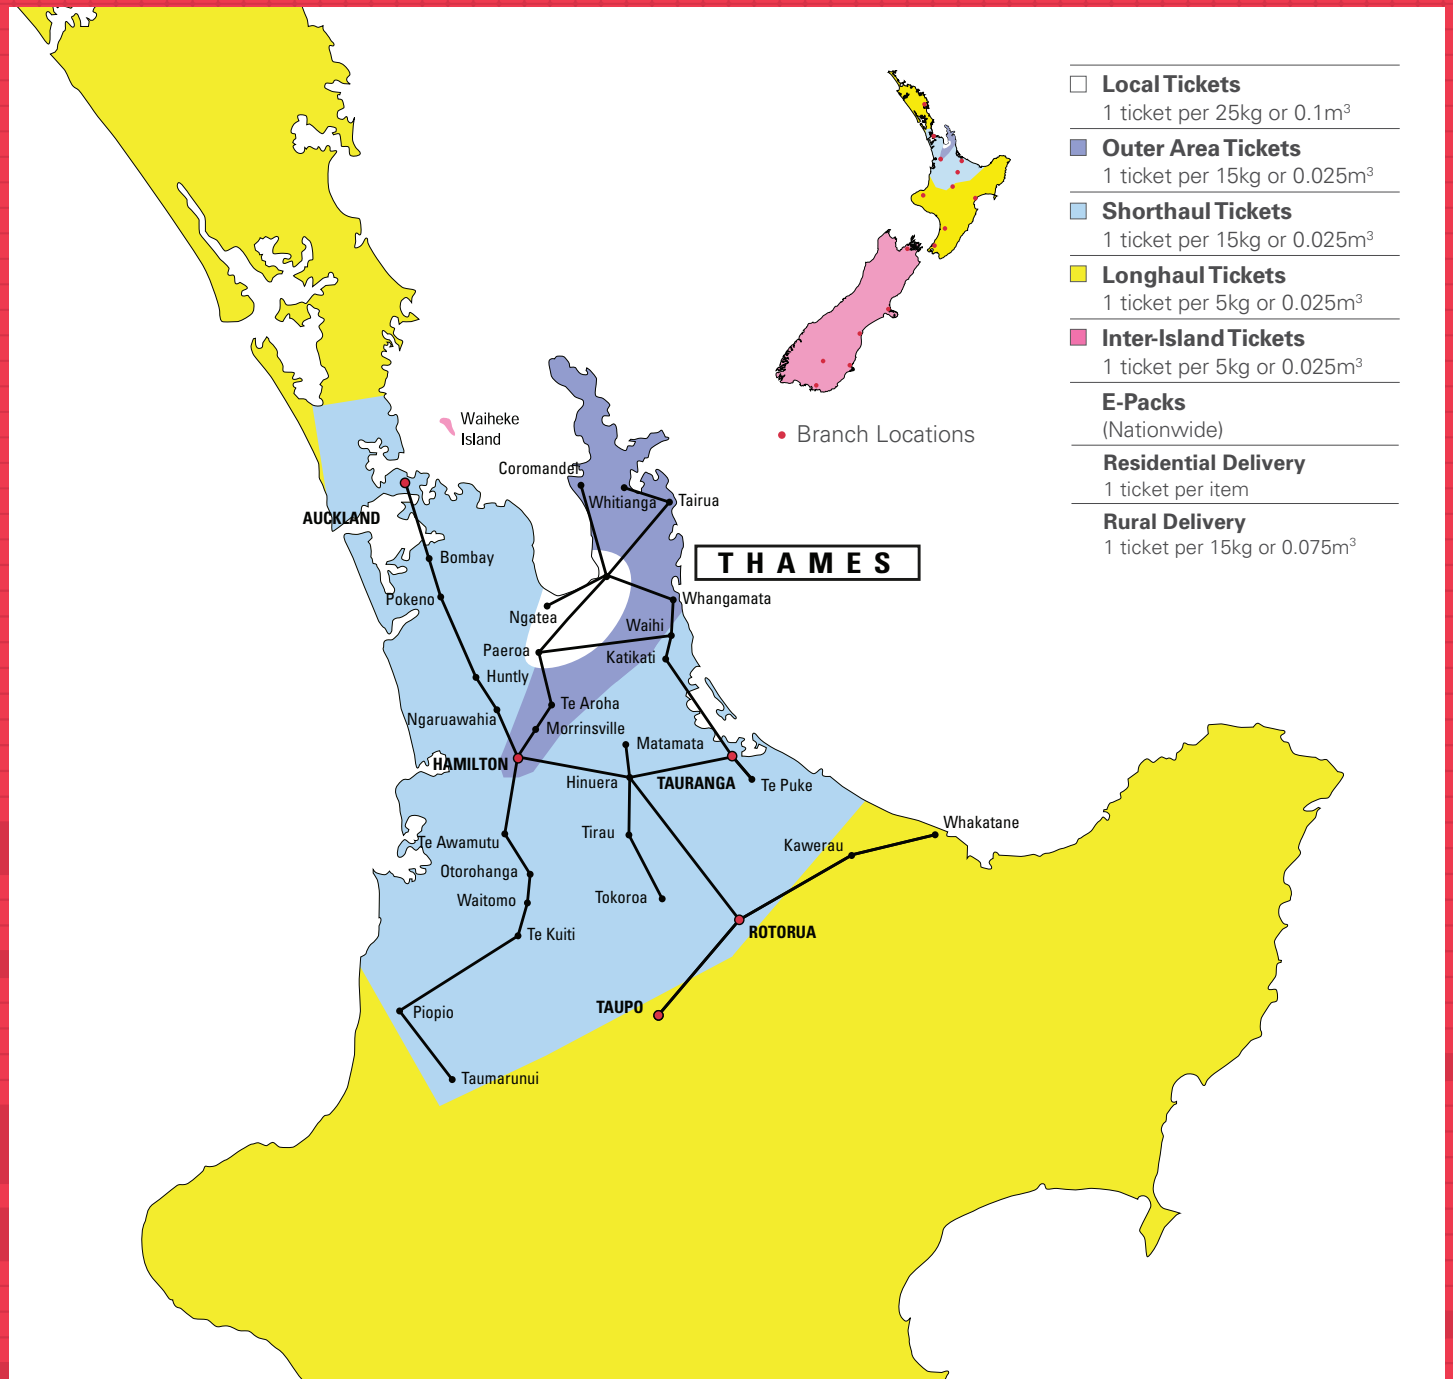 Local Tickets
1 ticket per 25kg or 0.1m³
Outer Area Tickets
1 ticket per 15kg or 0.025m³
Shorthaul Tickets
1 ticket per 15kg or 0.025m³
Longhaul Tickets
1 ticket per 5kg or 0.025m³
Inter-Island Tickets
1 ticket per 5kg or 0.025m³
E-Packs
(Nationwide)
Residential Delivery
1 ticket per item
Rural Delivery
1 ticket per 15kg or 0.075m³
Branch Locations
Waiheke
Island
Coromandel
Whitianga
Tairua
AUCKLAND
THAMES
Bombay
Pokeno
Whangamata
Ngatea
Waihi
Paeroa
Katikati
Huntly
Te Aroha
Ngaruawahia
Morrinsville
Matamata
HAMILTON
Hinuera
TAURANGA
Te Puke
Whakatane
Tirau
Te Awamutu
Kawerau
Otorohanga
Waitomo
Tokoroa
Te Kuiti
ROTORUA
TAUPO
Piopio
Taumarunui